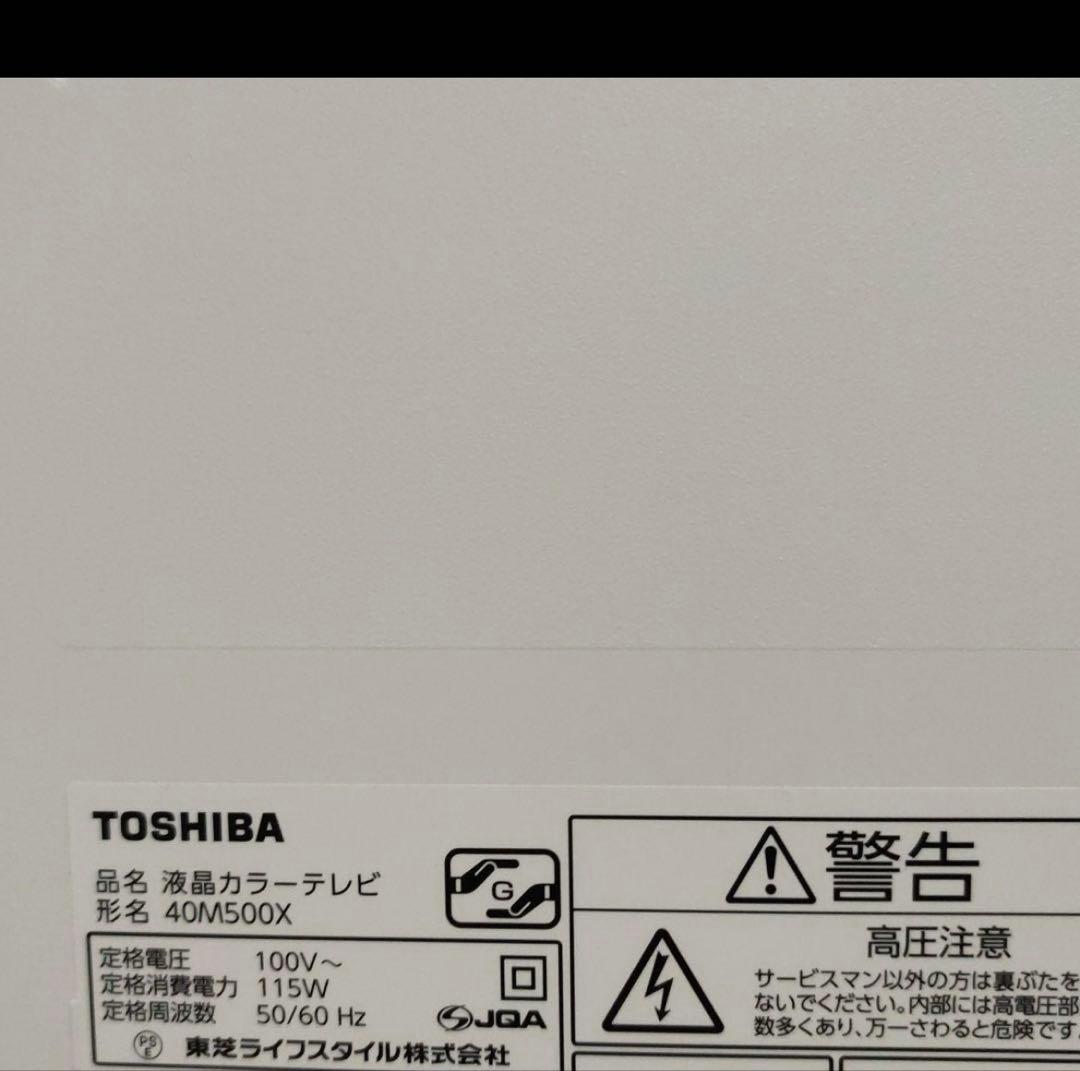 TOSHIBA
品名 液晶カラーテレビ
形名 40M500X
G
定格電圧 100V～
定格消費電力 115W
定格周波数 50/60 Hz
JQA
PS
E
東芝ライフスタイル株式会社
警告
高圧注意
サービスマン以外の方は裏ぶたを
ないでください。内部には高電圧部
数多くあり、万一さわると危険です。